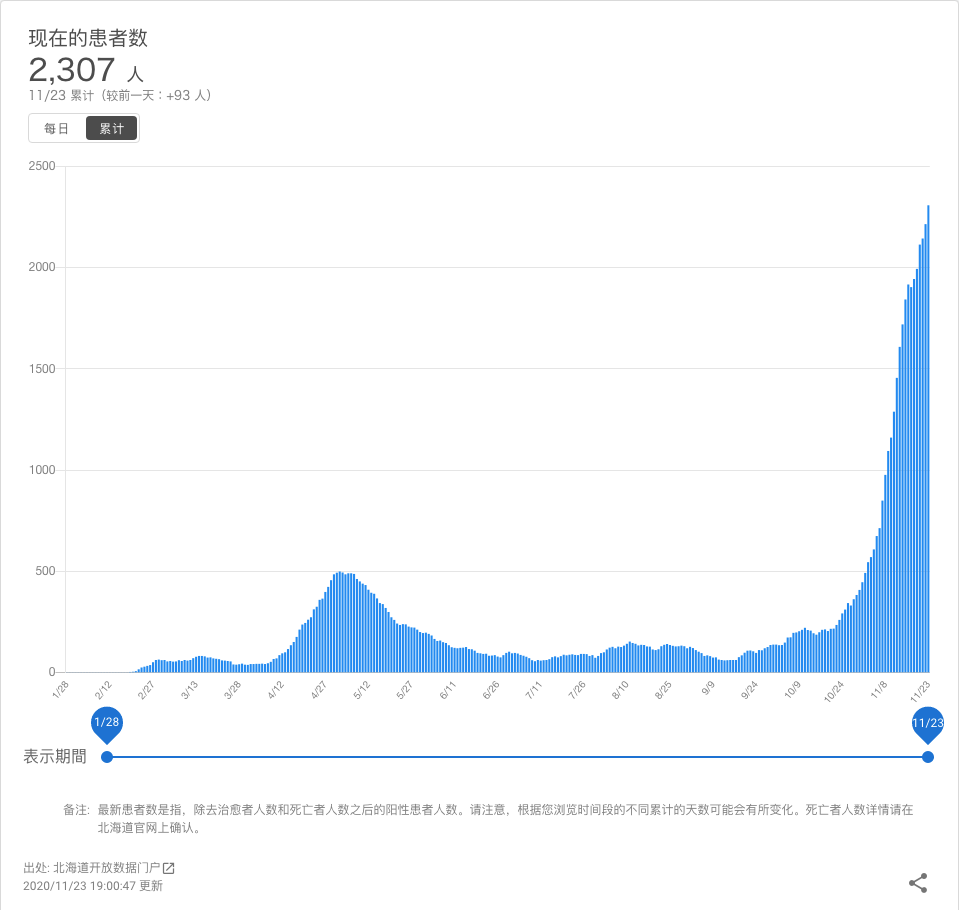 现在的患者数
2,307 人
11/23 累计（较前一天：+93 人）
每日 累计
2500
2000
1500
1000
500
0
1/28 2/12 2/27 3/13 3/28 4/12 4/27 5/12 5/27 6/11 6/26 7/11 7/26 8/10 8/25 9/9 9/24 10/9 10/24 11/8 11/23
1/28 11/23
表示期間
备注: 最新患者数是指，除去治愈者人数和死亡者人数之后的阳性患者人数。请注意，根据您浏览时间段的不同累计的天数可能会有所变化。死亡者人数详情请在
北海道官网上确认。
出处: 北海道开放数据门户
2020/11/23 19:00:47 更新